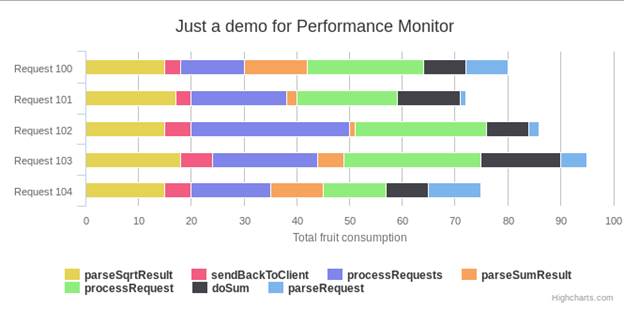 Just a demo for Performance Monitor
Request 100
Request 101
Request 102
Request 103
Request 104
0 10 20 30 40 50 60 70 80 90 100
Total fruit consumption
parseSqrtResult sendBackToClient processRequests parseSumResult
processRequest doSum parseRequest
Highcharts.com